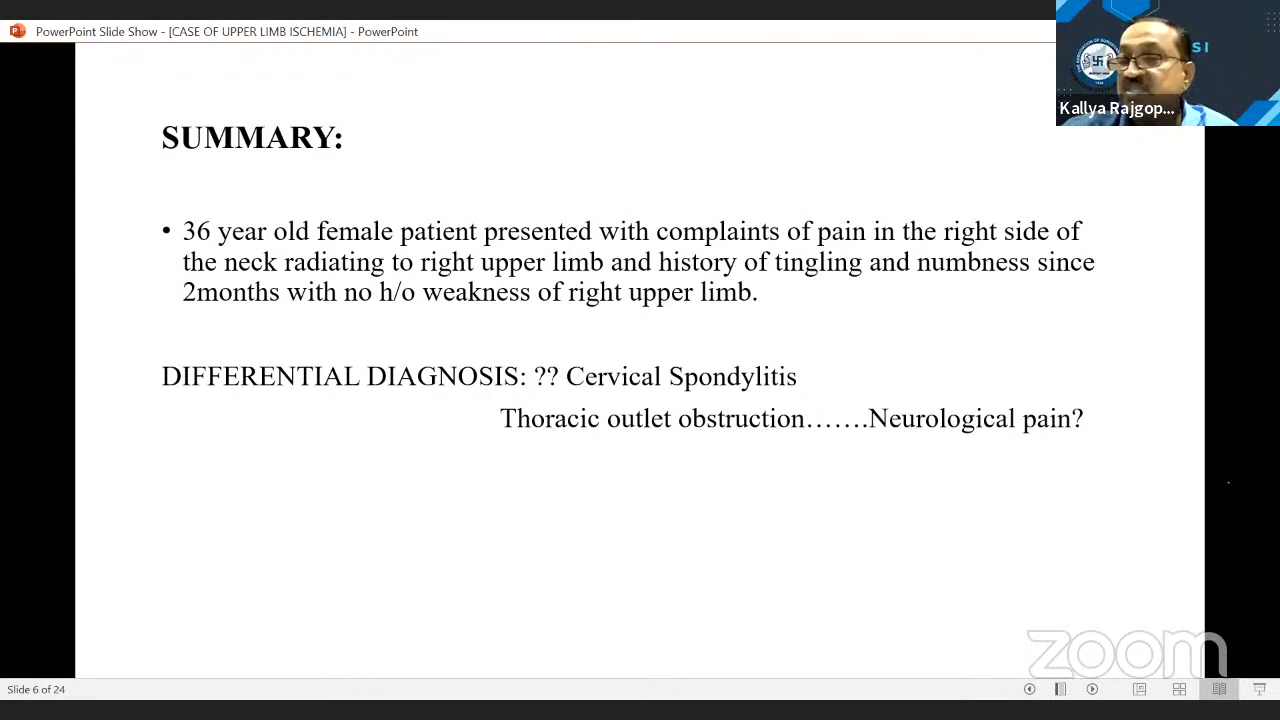 PowerPoint Slide Show - [CASE OF UPPER LIMB ISCHEMIA] - PowerPoint
SI
Kallya Rajgop...
SUMMARY:
• 36 year old female patient presented with complaints of pain in the right side of
the neck radiating to right upper limb and history of tingling and numbness since
2months with no h/o weakness of right upper limb.
DIFFERENTIAL DIAGNOSIS: ?? Cervical Spondylitis
Thoracic outlet obstruction…….Neurological pain?
zoom
Slide 6 of 24